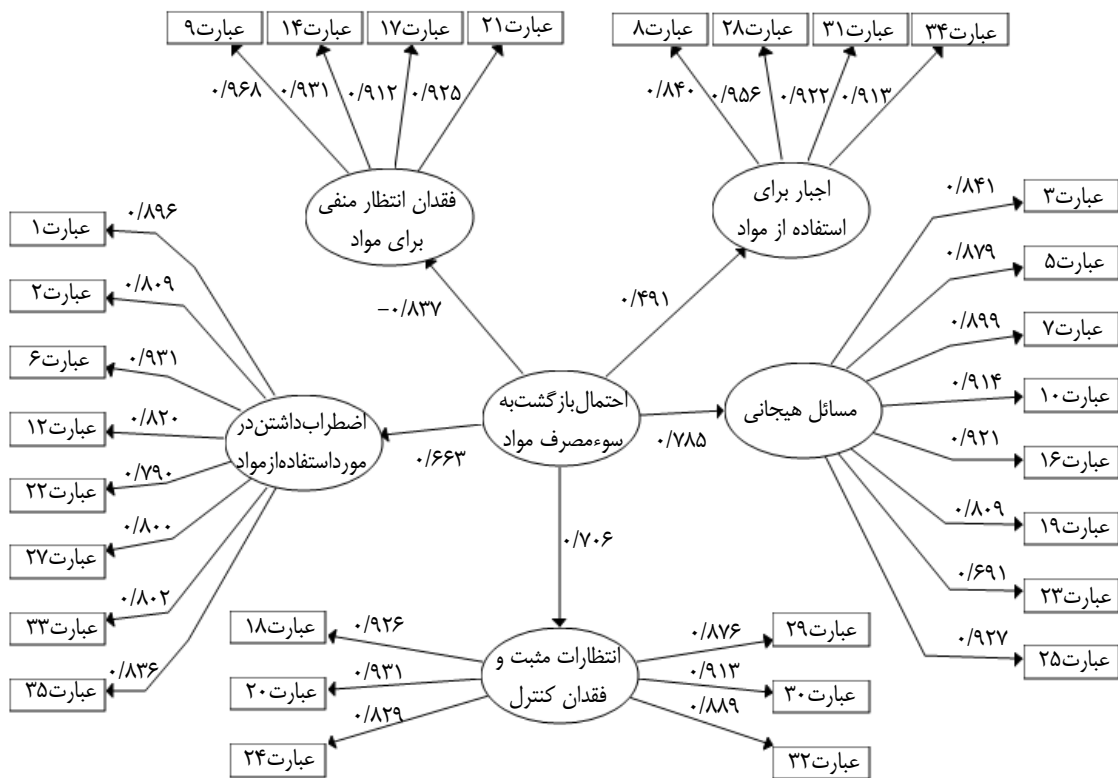 عبارت۳۴
عبارت۳۱
عبارت۲۸
عبارت۸
عبارت۲۱
عبارت۱۷
عبارت۱۴
عبارت۹
۰/۹۱۳
۰/۹۲۲
۰/۹۵۶
۰/۸۴۰
۰/۹۲۵
۰/۹۱۲
۰/۹۳۱
۰/۹۶۸
اجبار برای
استفاده از مواد
فقدان انتظار منفی
برای مواد
۰/۴۹۱
−۰/۸۳۷
عبارت۳
۰/۸۴۱
عبارت۵
۰/۸۷۹
عبارت۷
۰/۸۹۹
عبارت۱۰
۰/۹۱۴
عبارت۱۶
۰/۹۲۱
عبارت۱۹
۰/۸۰۹
عبارت۲۳
۰/۶۹۱
عبارت۲۵
۰/۹۲۷
مسائل هیجانی
۰/۷۸۵
احتمال‌بازگشت‌به
سوء‌مصرف مواد
۰/۶۶۳
اضطراب‌داشتن‌در
مورداستفاده‌ازمواد
۰/۸۹۶
عبارت۱
۰/۸۰۹
عبارت۲
۰/۹۳۱
عبارت۶
۰/۸۲۰
عبارت۱۲
۰/۷۹۰
عبارت۲۲
۰/۸۰۰
عبارت۲۷
۰/۸۰۲
عبارت۳۳
۰/۸۳۶
عبارت۳۵
۰/۷۰۶
انتظارات مثبت و
فقدان کنترل
عبارت۲۹
۰/۸۷۶
عبارت۳۰
۰/۹۱۳
عبارت۳۲
۰/۸۸۹
۰/۹۲۶
عبارت۱۸
۰/۹۳۱
عبارت۲۰
۰/۸۲۹
عبارت۲۴